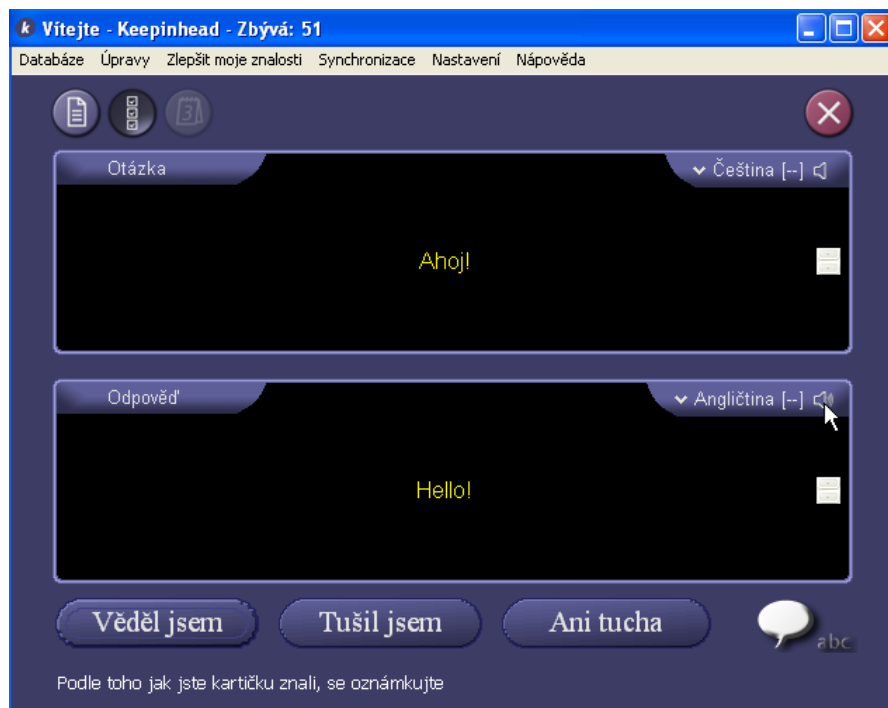 k Vítejte - Keepinhead - Zbývá: 51
Databáze Úpravy Zlepšit moje znalosti Synchronizace Nastavení Nápověda
3
Otázka Čeština [--]
Ahoj!
Odpověď Angličtina [--]
Hello!
Věděl jsem Tušil jsem Ani tucha
abc
Podle toho jak jste kartičku znali, se oznámkujte